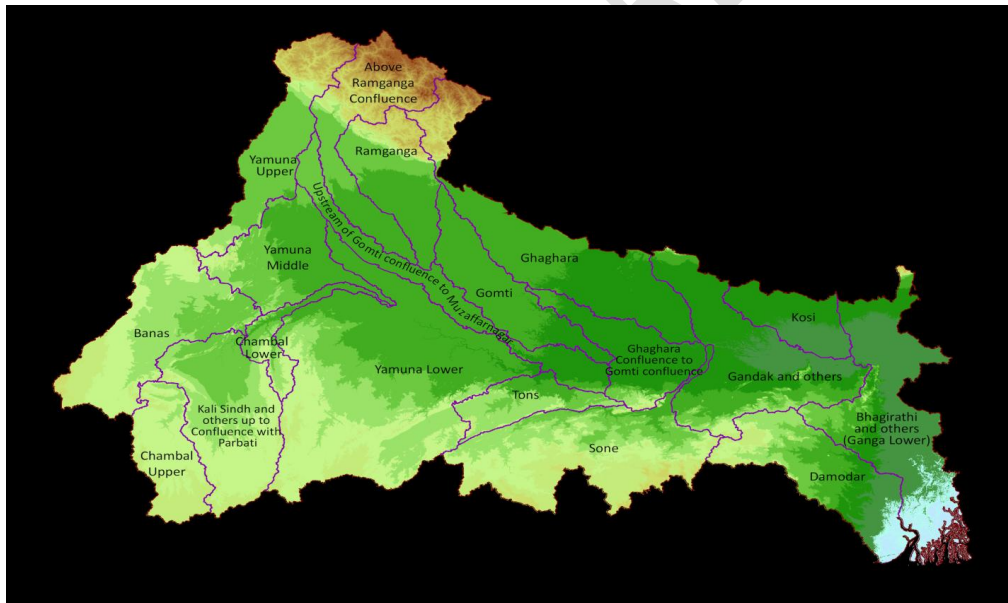 Above
Ramganga
Confluence
Ramganga
Yamuna
Upper
Upstream of Gomti confluence to Muzaffarnagar
Yamuna
Middle
Ghaghara
Gomti
Kosi
Banas
Chambal
Lower
Yamuna Lower
Ghaghara
Confluence to
Gomti confluence
Gandak and others
Tons
Kali Sindh and
others up to
Confluence with
Parbati
Bhagirathi
and others
(Ganga Lower)
Chambal
Upper
Sone
Damodar